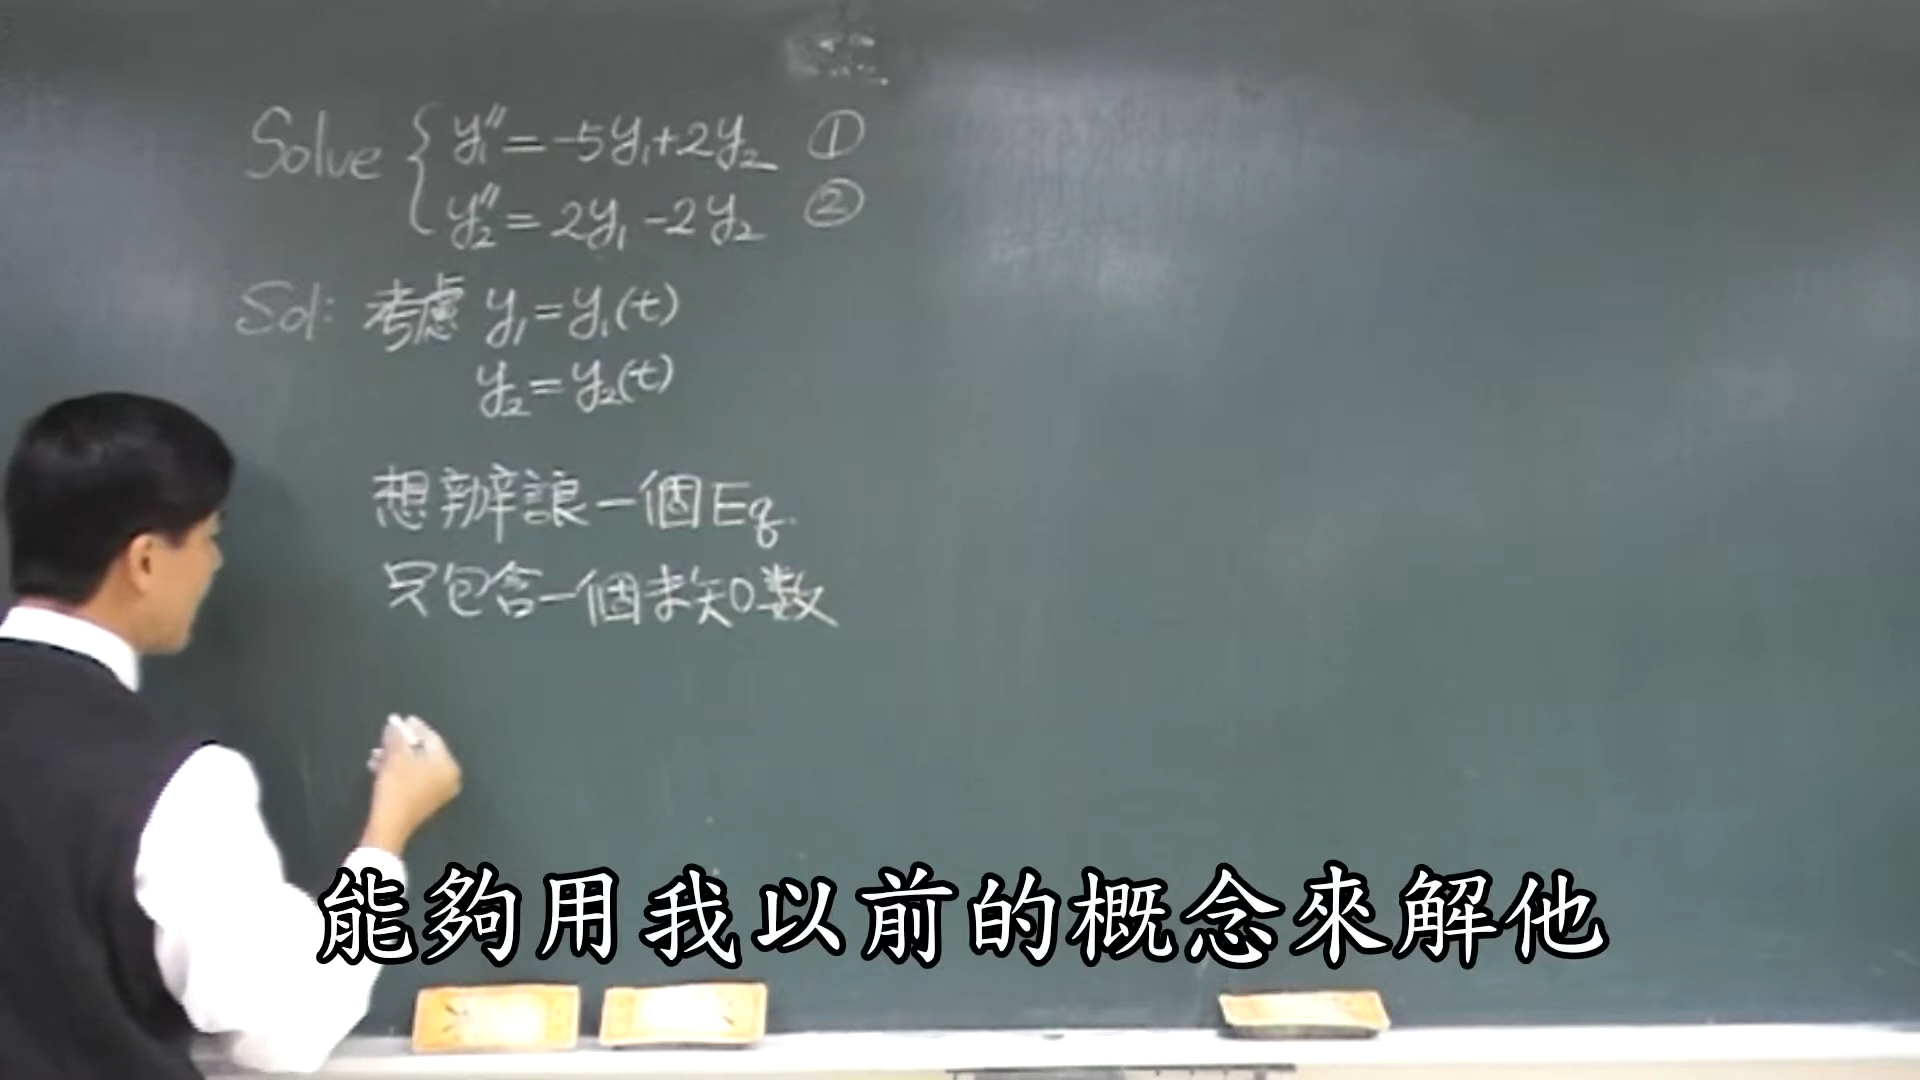 Solve { y₁'' = -5y₁+2y₂ ①
y₂'' = 2y₁-2y₂ ②
Sol: 考慮 y₁=y₁(t)
y₂=y₂(t)
想辦讓一個Eq.
只包含一個未知數
能夠用我以前的概念來解他